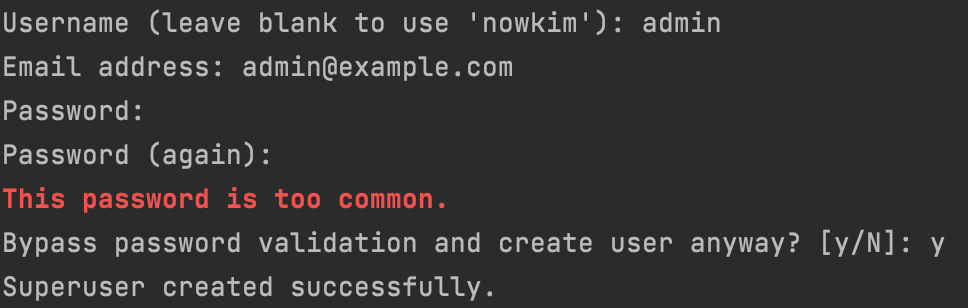 Username (leave blank to use 'nowkim'): admin
Email address: admin@example.com
Password:
Password (again):
This password is too common.
Bypass password validation and create user anyway? [y/N]: y
Superuser created successfully.